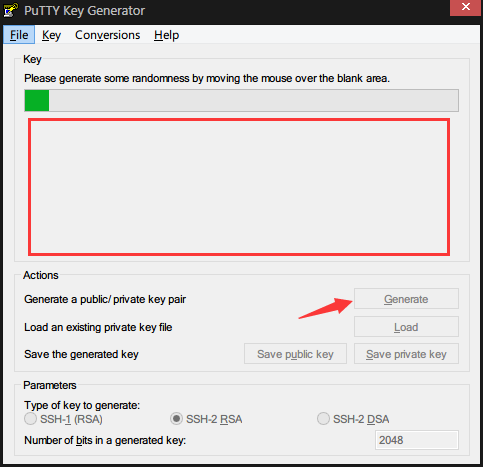 PuTTY Key Generator
File Key Conversions Help
Key
Please generate some randomness by moving the mouse over the blank area.
Actions
Generate a public/ private key pair
Generate
Load an existing private key file
Load
Save the generated key
Save public key
Save private key
Parameters
Type of key to generate:
SSH-1 (RSA)
SSH-2 RSA
SSH-2 DSA
Number of bits in a generated key:
2048